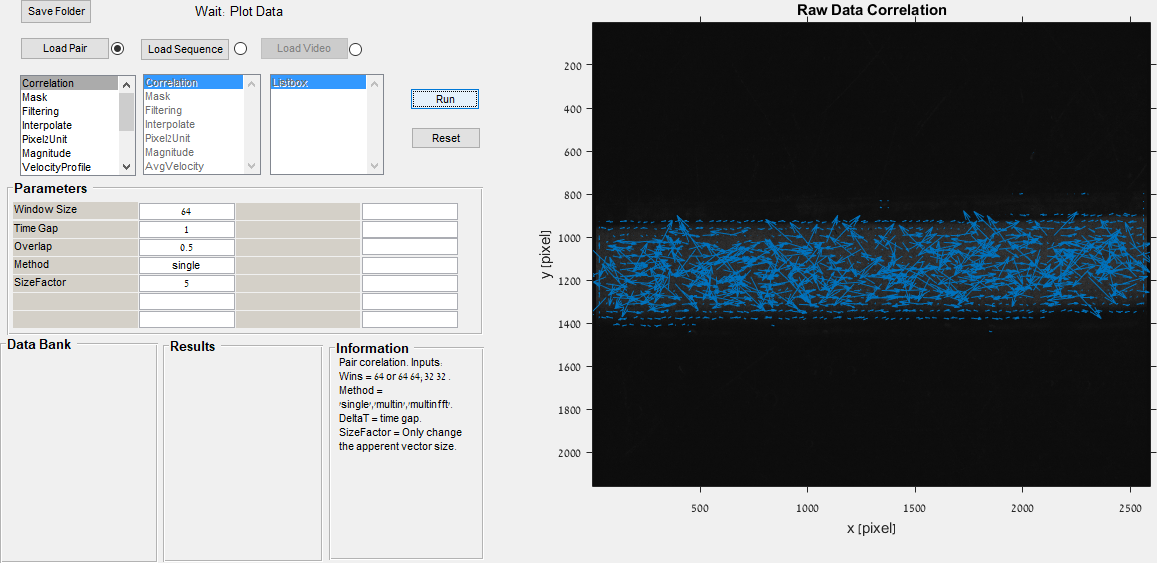 Save Folder
Wait: Plot Data
Load Pair
Load Sequence
Load Video
Correlation
Mask
Filtering
Interpolate
Pixel2Unit
Magnitude
VelocityProfile
Correlation
Mask
Filtering
Interpolate
Pixel2Unit
Magnitude
AvgVelocity
Listbox
Run
Reset
Parameters
Window Size 64
Time Gap 1
Overlap 0.5
Method single
SizeFactor 5
Data Bank
Results
Information
Pair corelation. Inputs:
Wins = 64 or 64 64, 32 32 .
Method =
'single','multin','multinfft'.
DeltaT = time gap.
SizeFactor = Only change
the apperent vector size.
Raw Data Correlation
200
400
600
800
1000
1200
1400
1600
1800
2000
y [pixel]
500 1000 1500 2000 2500
x [pixel]